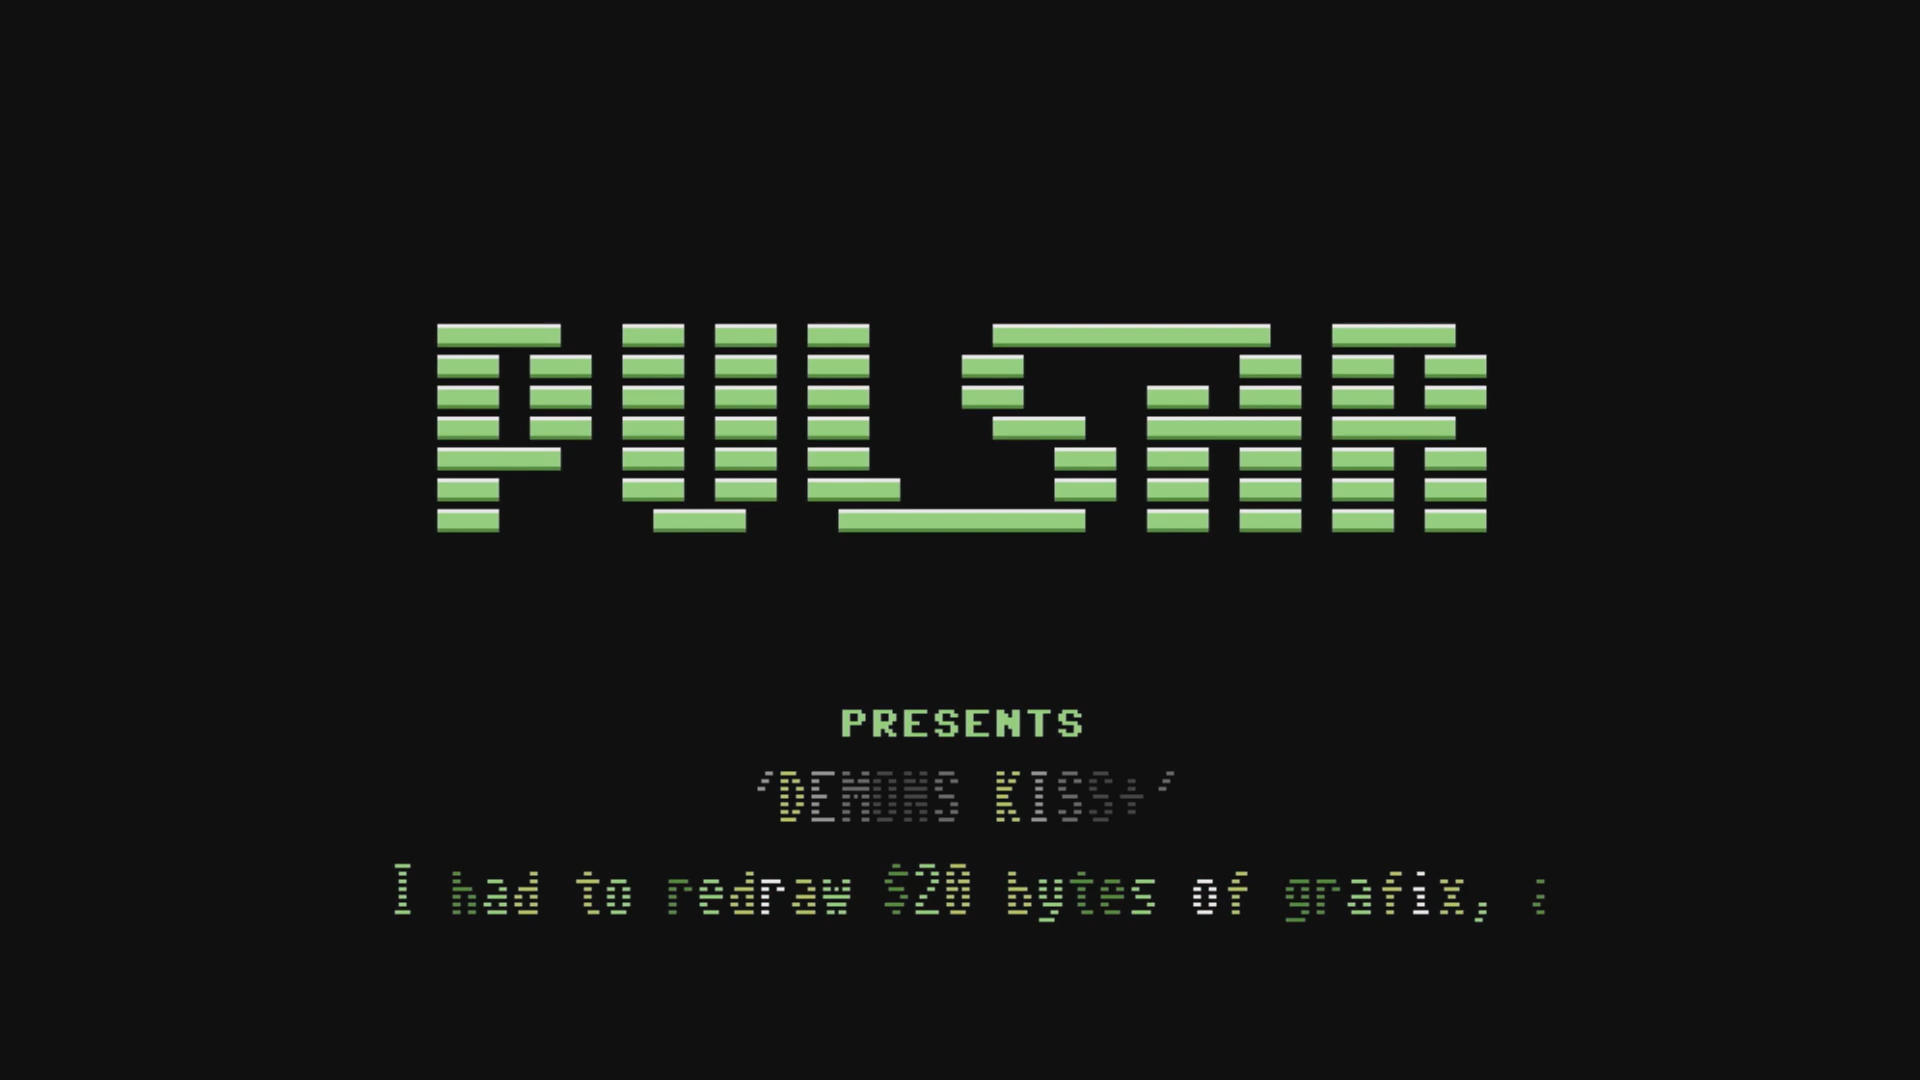 PULSAR
PRESENTS
'DEMONS KISS+'
I had to redraw $20 bytes of grafix,